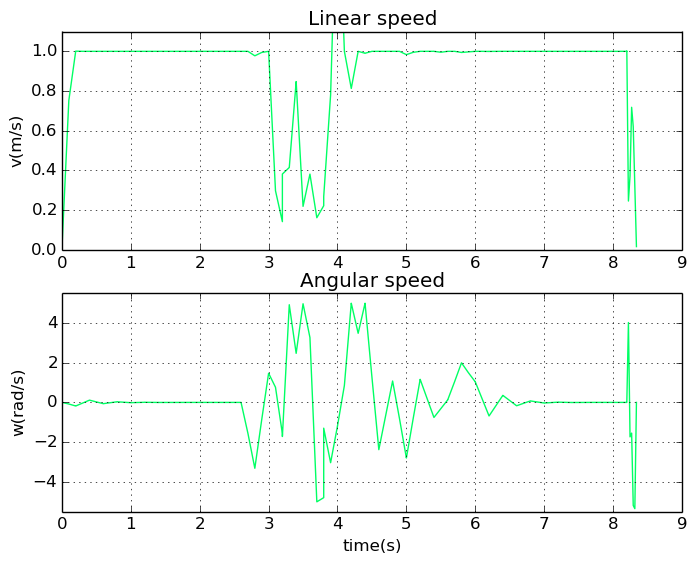 Linear speed
v(m/s)
1.0
0.8
0.6
0.4
0.2
0.0
0 1 2 3 4 5 6 7 8 9
Angular speed
w(rad/s)
4
2
0
−2
−4
0 1 2 3 4 5 6 7 8 9
time(s)